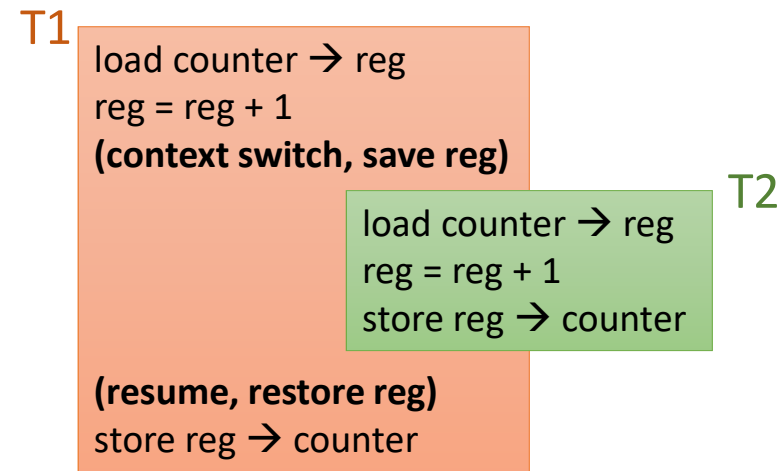 T1
load counter → reg
reg = reg + 1
(context switch, save reg)
T2
load counter → reg
reg = reg + 1
store reg → counter
(resume, restore reg)
store reg → counter